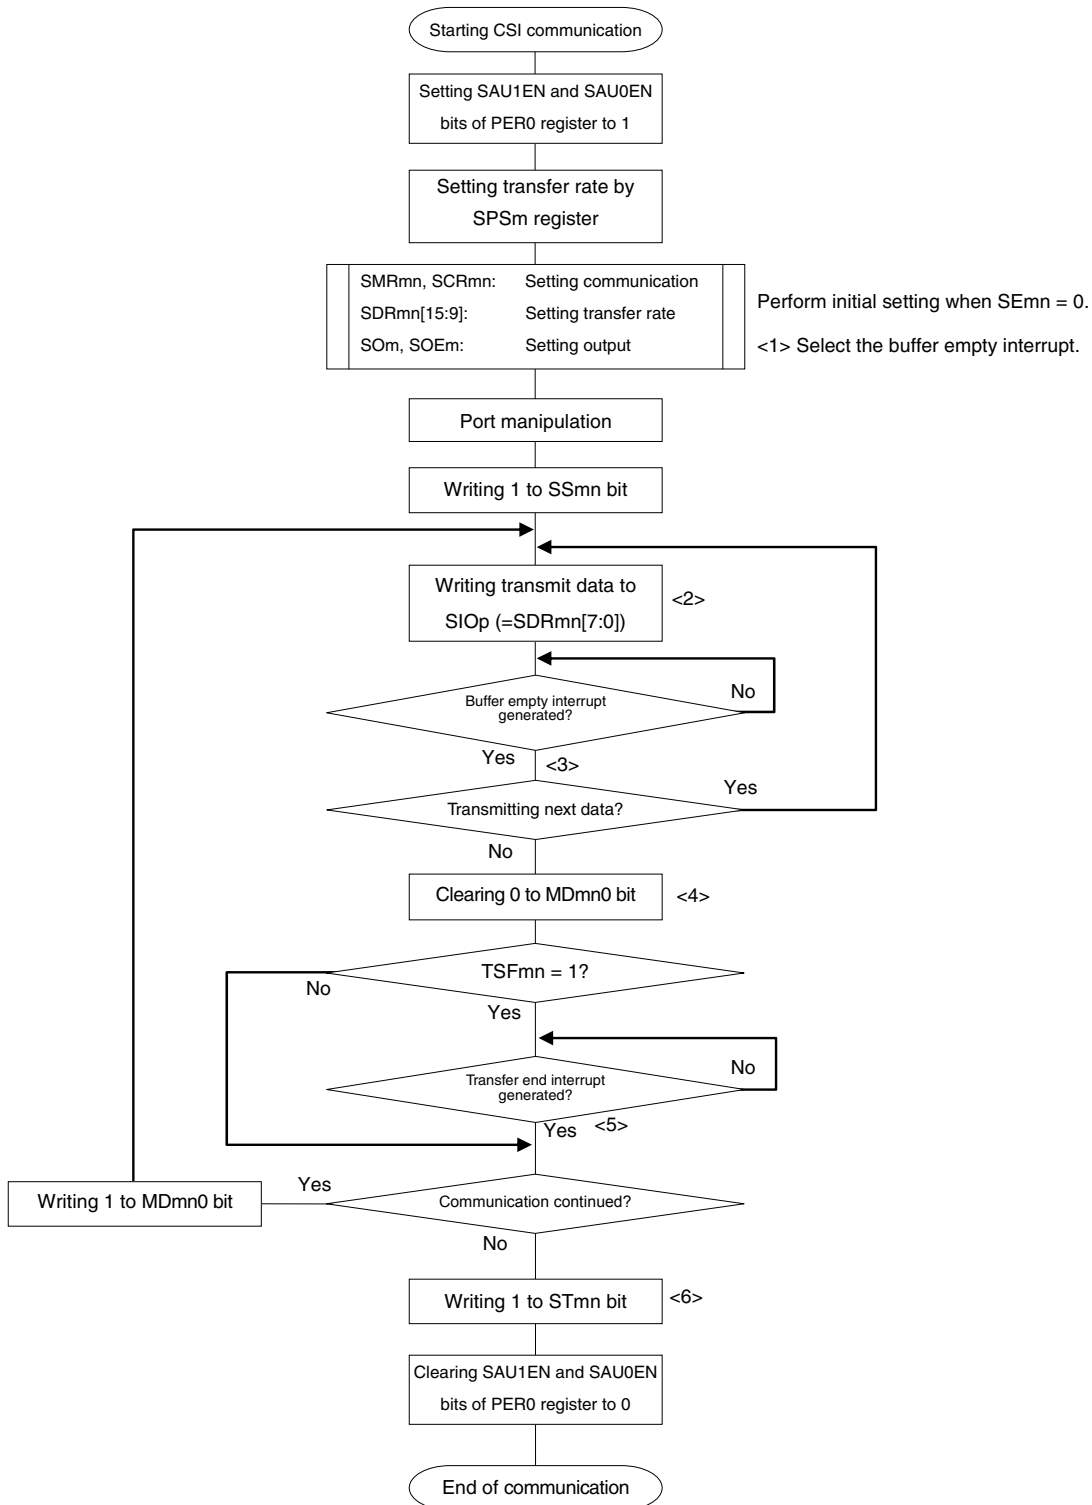 Starting CSI communication
Setting SAU1EN and SAU0EN
bits of PER0 register to 1
Setting transfer rate by
SPSm register
SMRmn, SCRmn: Setting communication
SDRmn[15:9]: Setting transfer rate
SOm, SOEm: Setting output
Perform initial setting when SEmn = 0.
<1> Select the buffer empty interrupt.
Port manipulation
Writing 1 to SSmn bit
Writing transmit data to
SIOp (=SDRmn[7:0])
<2>
Buffer empty interrupt
generated?
No
Yes
<3>
Transmitting next data?
Yes
No
Clearing 0 to MDmn0 bit
<4>
TSFmn = 1?
No
Yes
Transfer end interrupt
generated?
No
Yes
<5>
Communication continued?
Yes
Writing 1 to MDmn0 bit
No
Writing 1 to STmn bit
<6>
Clearing SAU1EN and SAU0EN
bits of PER0 register to 0
End of communication